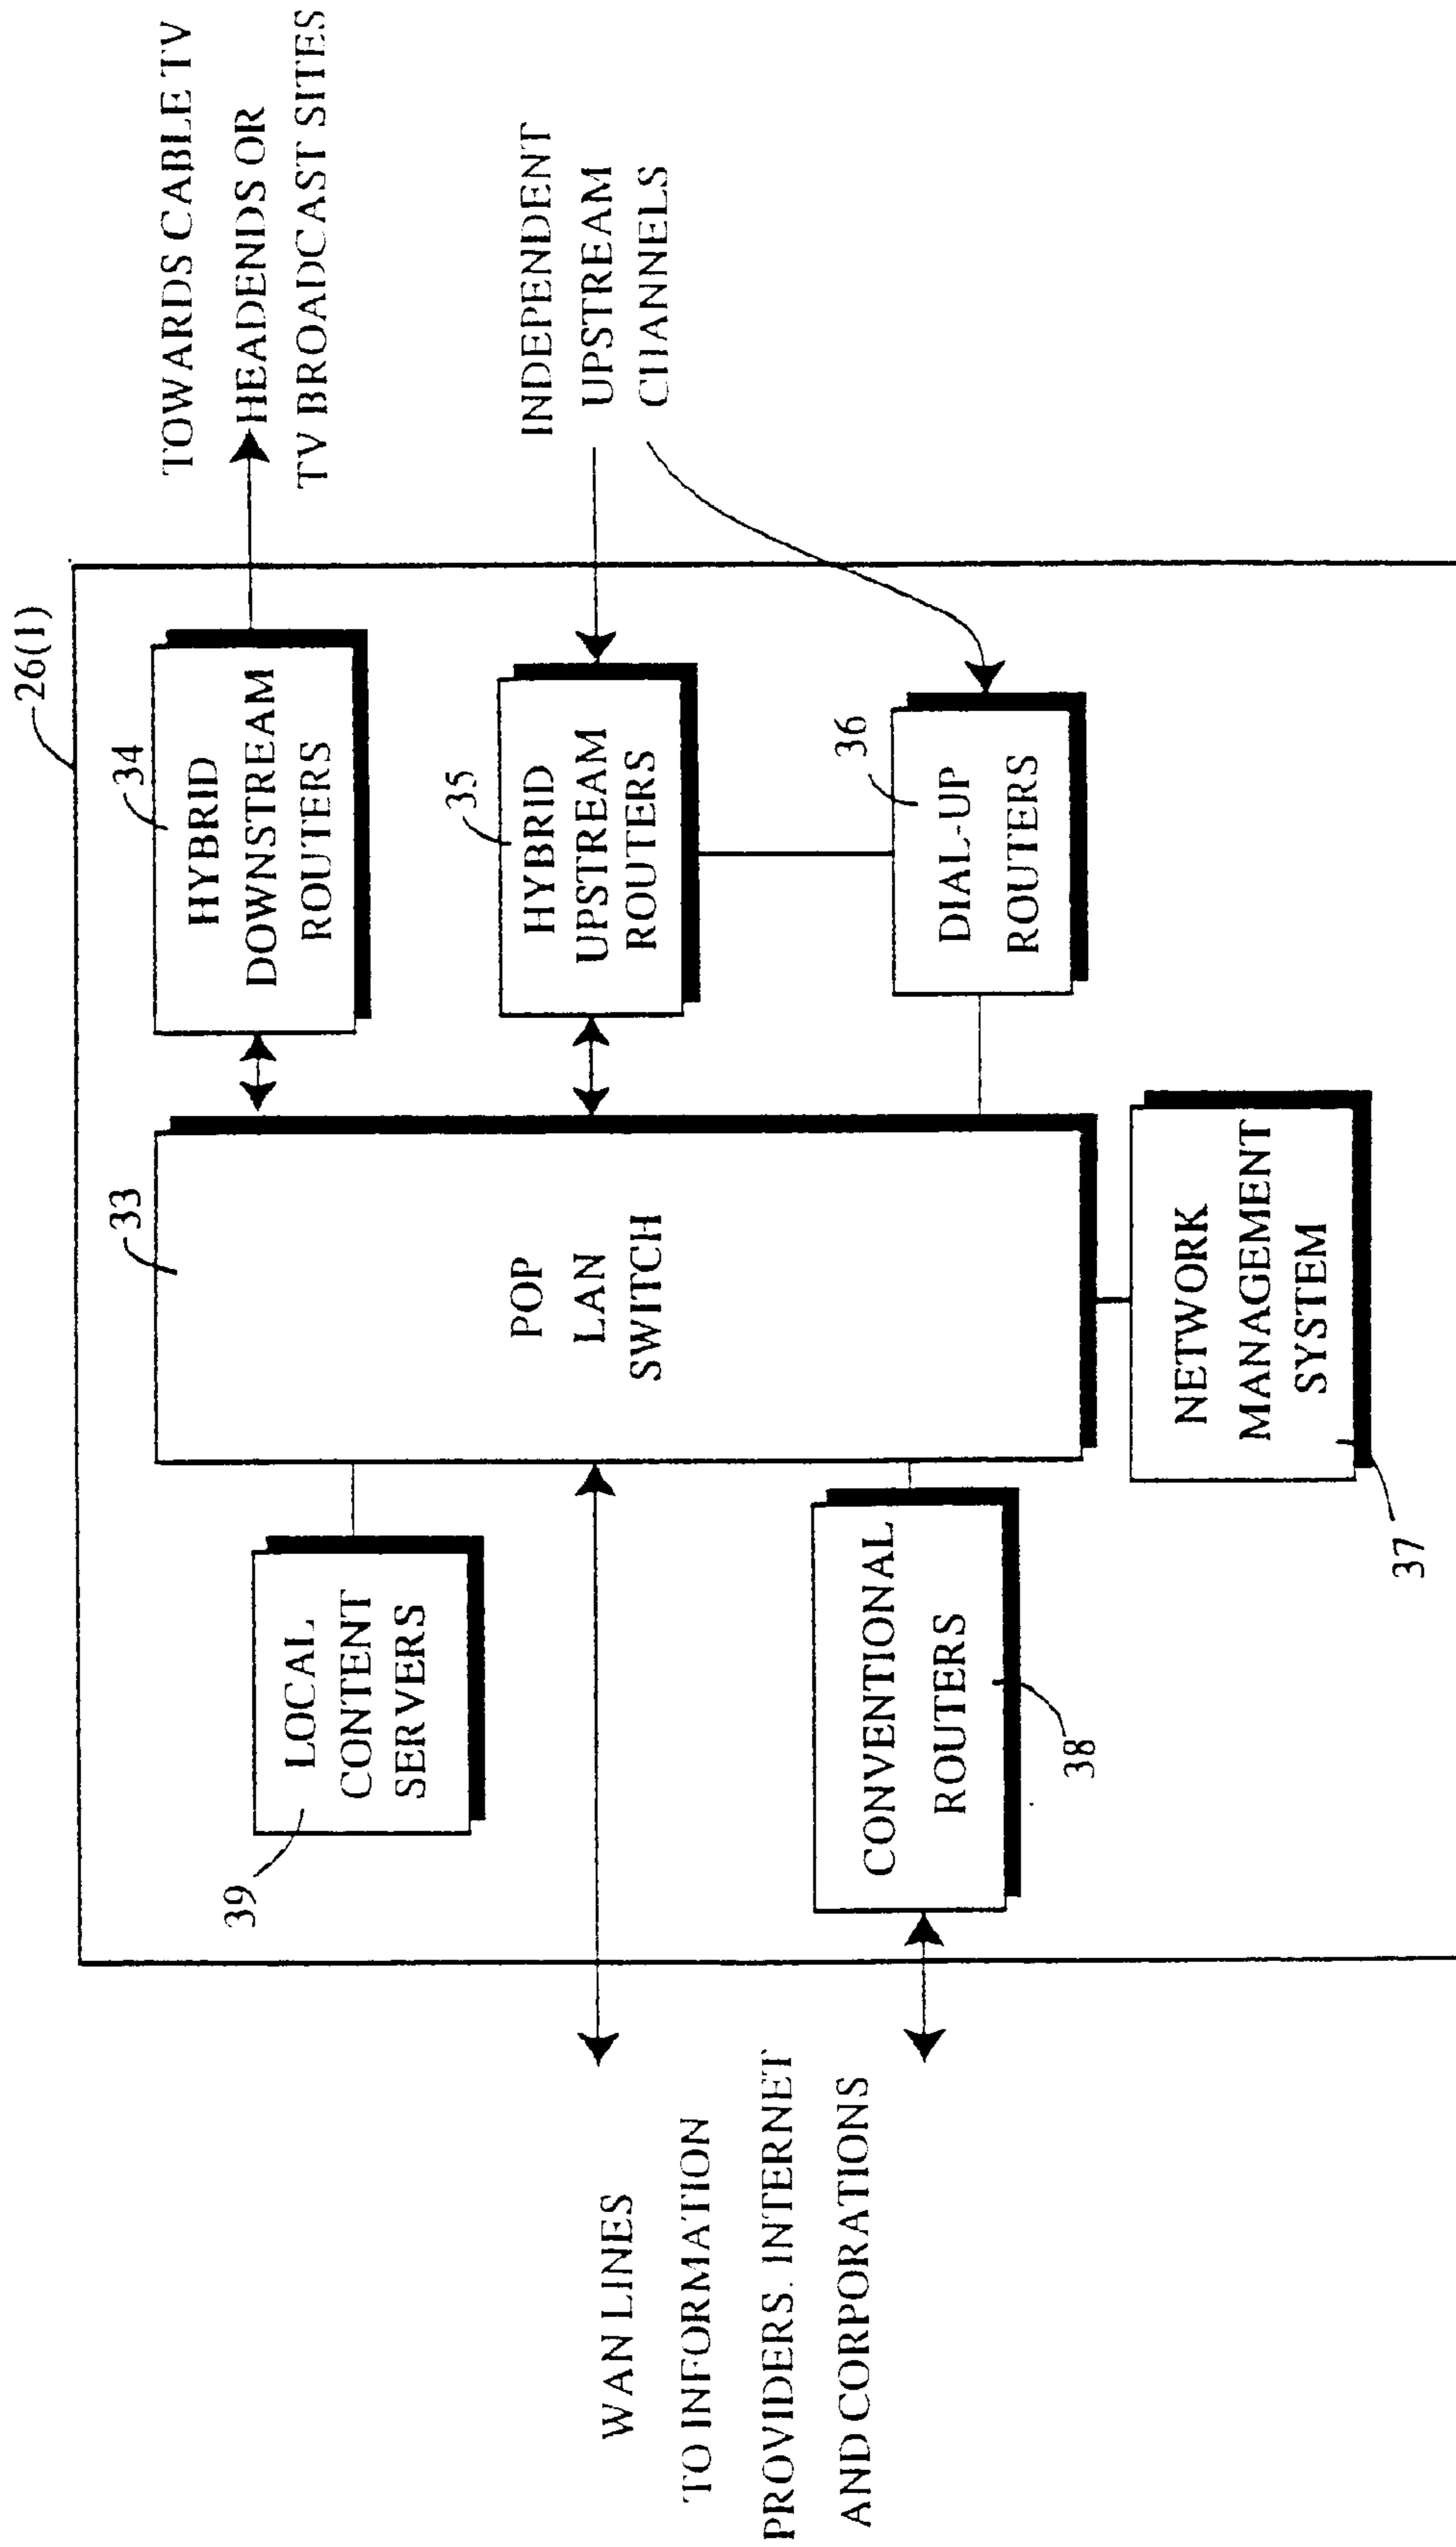 26(1)
34
HYBRID
DOWNSTREAM
ROUTERS
TOWARDS CABLE TV
HEADENDS OR
TV BROADCAST SITES
35
HYBRID
UPSTREAM
ROUTERS
INDEPENDENT
UPSTREAM
CHANNELS
36
DIAL-UP
ROUTERS
33
POP
LAN
SWITCH
39
LOCAL
CONTENT
SERVERS
WAN LINES
TO INFORMATION
PROVIDERS. INTERNET
AND CORPORATIONS
CONVENTIONAL
ROUTERS
38
NETWORK
MANAGEMENT
SYSTEM
37